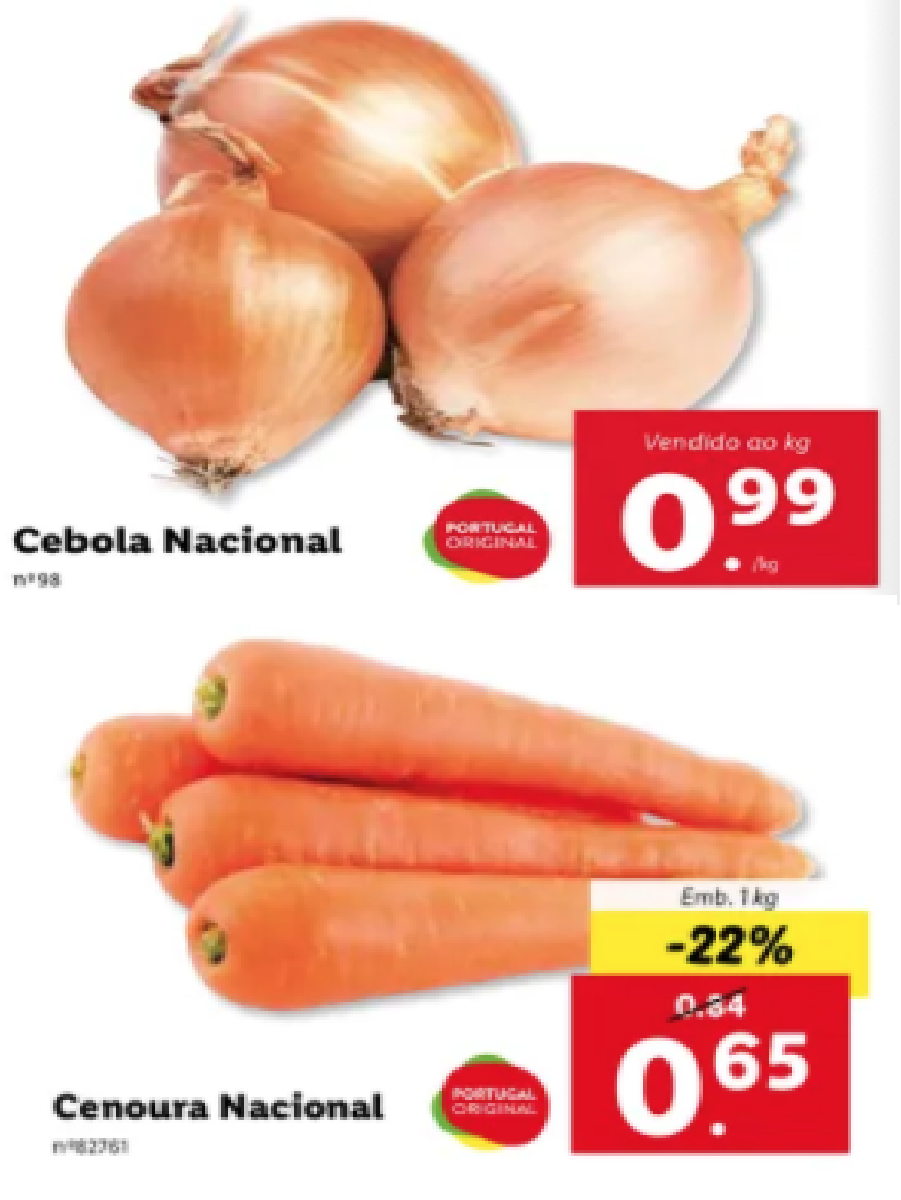 Vendido ao kg
0.99
/kg
Cebola Nacional
nº98
PORTUGAL
ORIGINAL
Emb. 1 kg
-22%
0.84
0.65
Cenoura Nacional
nº82761
PORTUGAL
ORIGINAL